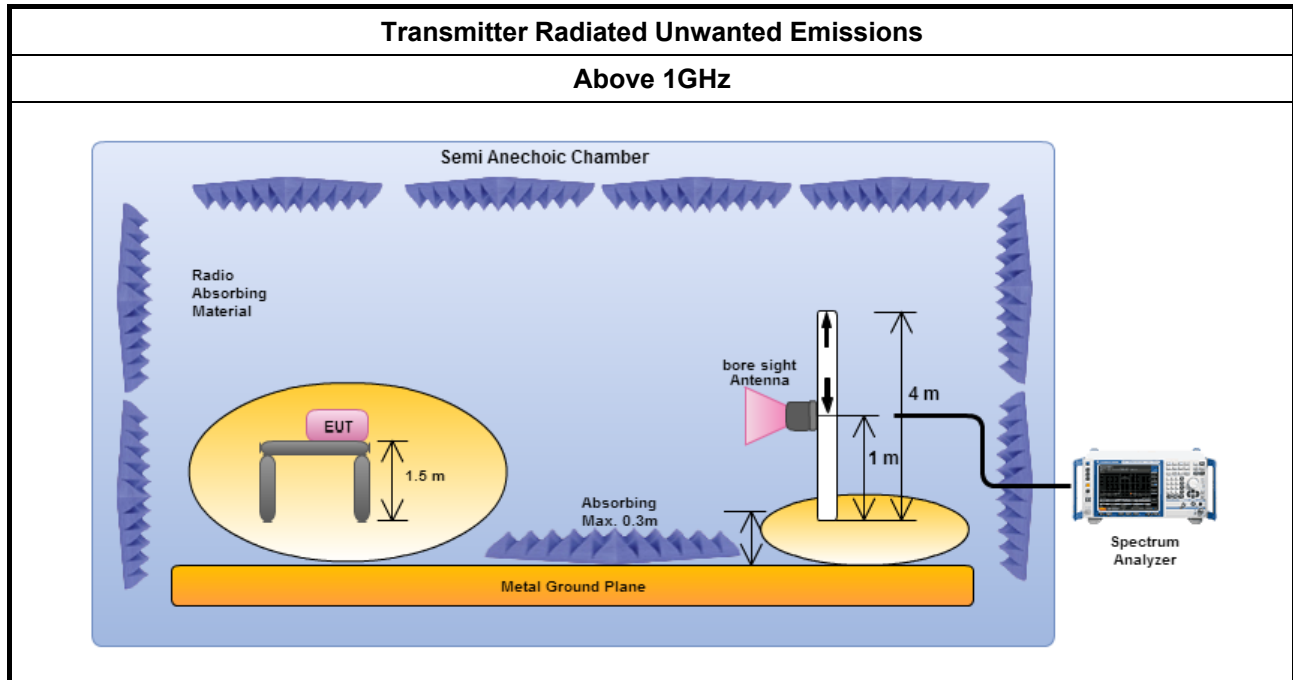 Transmitter Radiated Unwanted Emissions
Above 1GHz
Semi Anechoic Chamber
Radio
Absorbing
Material
bore sight
Antenna
4 m
EUT
1.5 m
1 m
Absorbing
Max. 0.3m
Spectrum
Analyzer
Metal Ground Plane